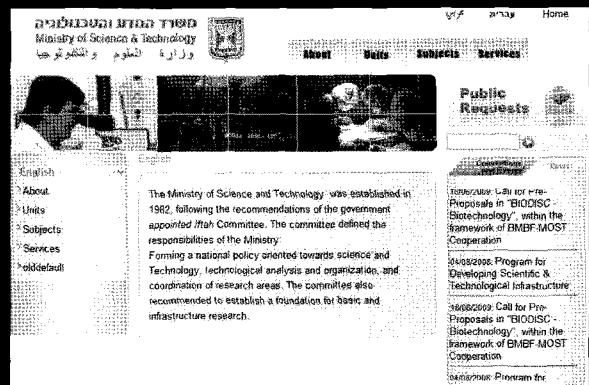 עברית Home
משרד המדע והטכנולוגיה
Ministry of Science & Technology
وزارة العلوم والتكنولوجيا
About Units Subjects Services
Public
Requests
English
English
About
Units
Subjects
Services
olddefault
The Ministry of Science and Technology was established in
1982, following the recommendations of the government
appointed Iftah Committee. The committee defined the
responsibilities of the Ministry:
Forming a national policy oriented towards science and
Technology, technological analysis and organization, and
coordination of research areas. The committee also
recommended to establish a foundation for basic and
infrastructure research.
Call for Pre-
Proposals in "BIODISC -
Biotechnology", within the
framework of BMBF-MOST
Cooperation
Program for
Developing Scientific &
Technological Infrastructure
Call for Pre-
Proposals in "BIODISC -
Biotechnology", within the
framework of BMBF-MOST
Cooperation
Program for